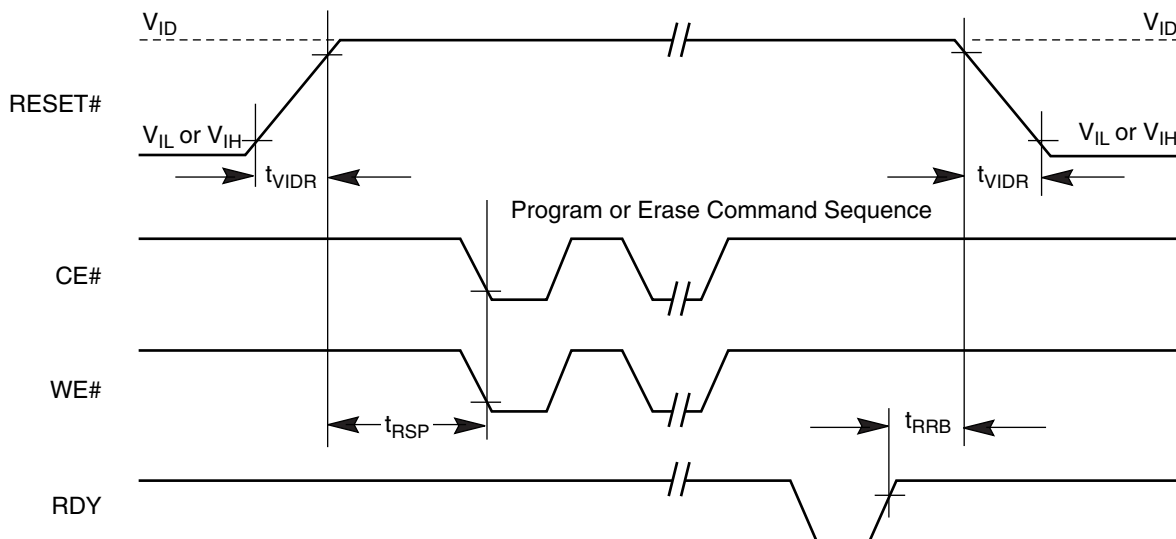 V_ID V_ID
RESET#
V_IL or V_IH V_IL or V_IH
t_VIDR t_VIDR
Program or Erase Command Sequence
CE#
WE#
t_RSP t_RRB
RDY